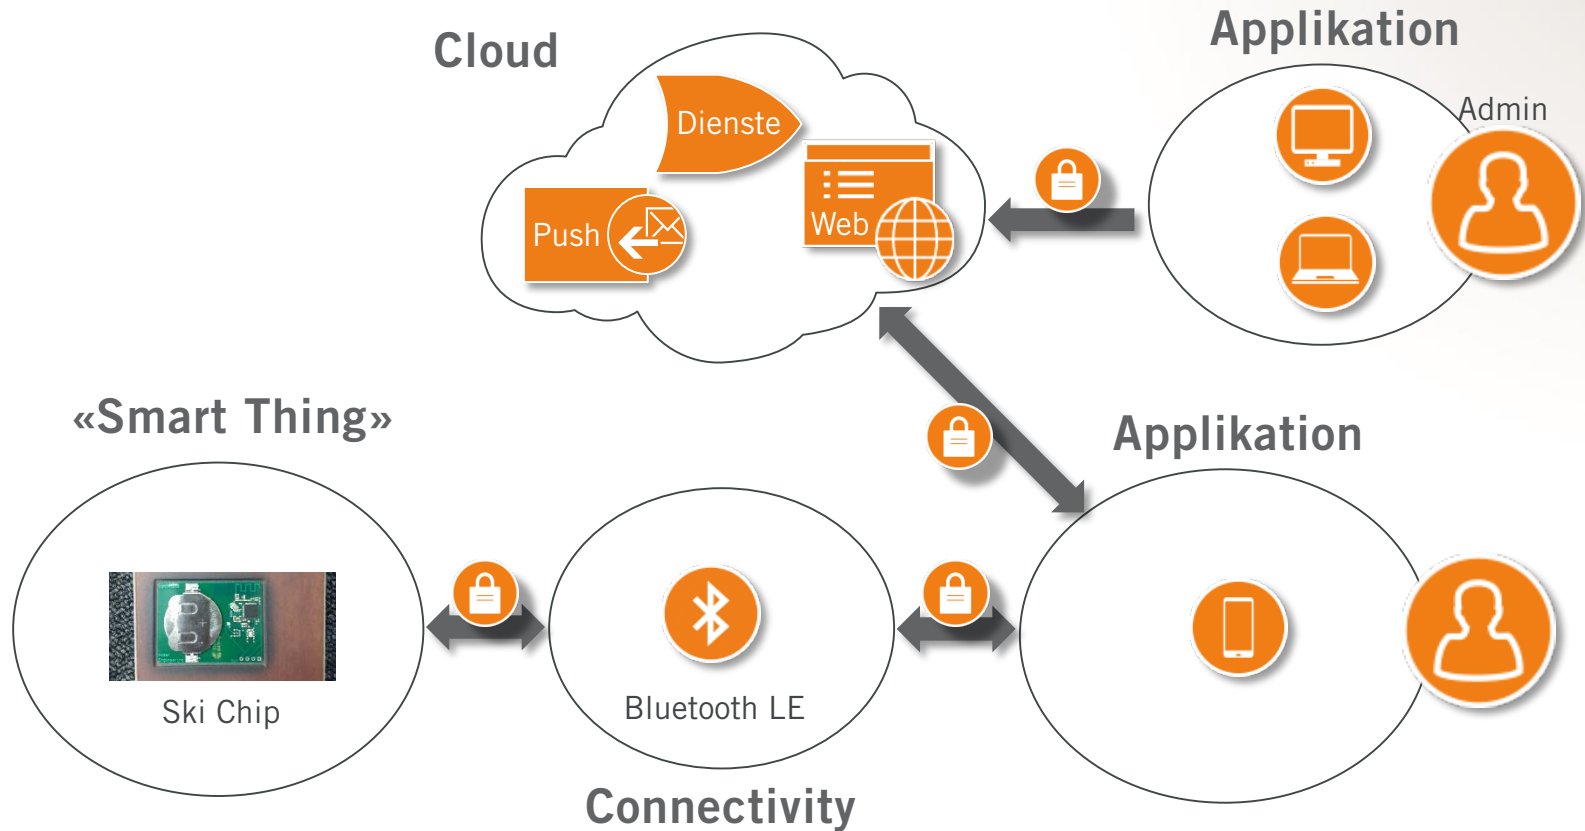 Applikation
Cloud
Admin
Dienste
Web
Push
«Smart Thing»
Applikation
Ski Chip
Bluetooth LE
Connectivity